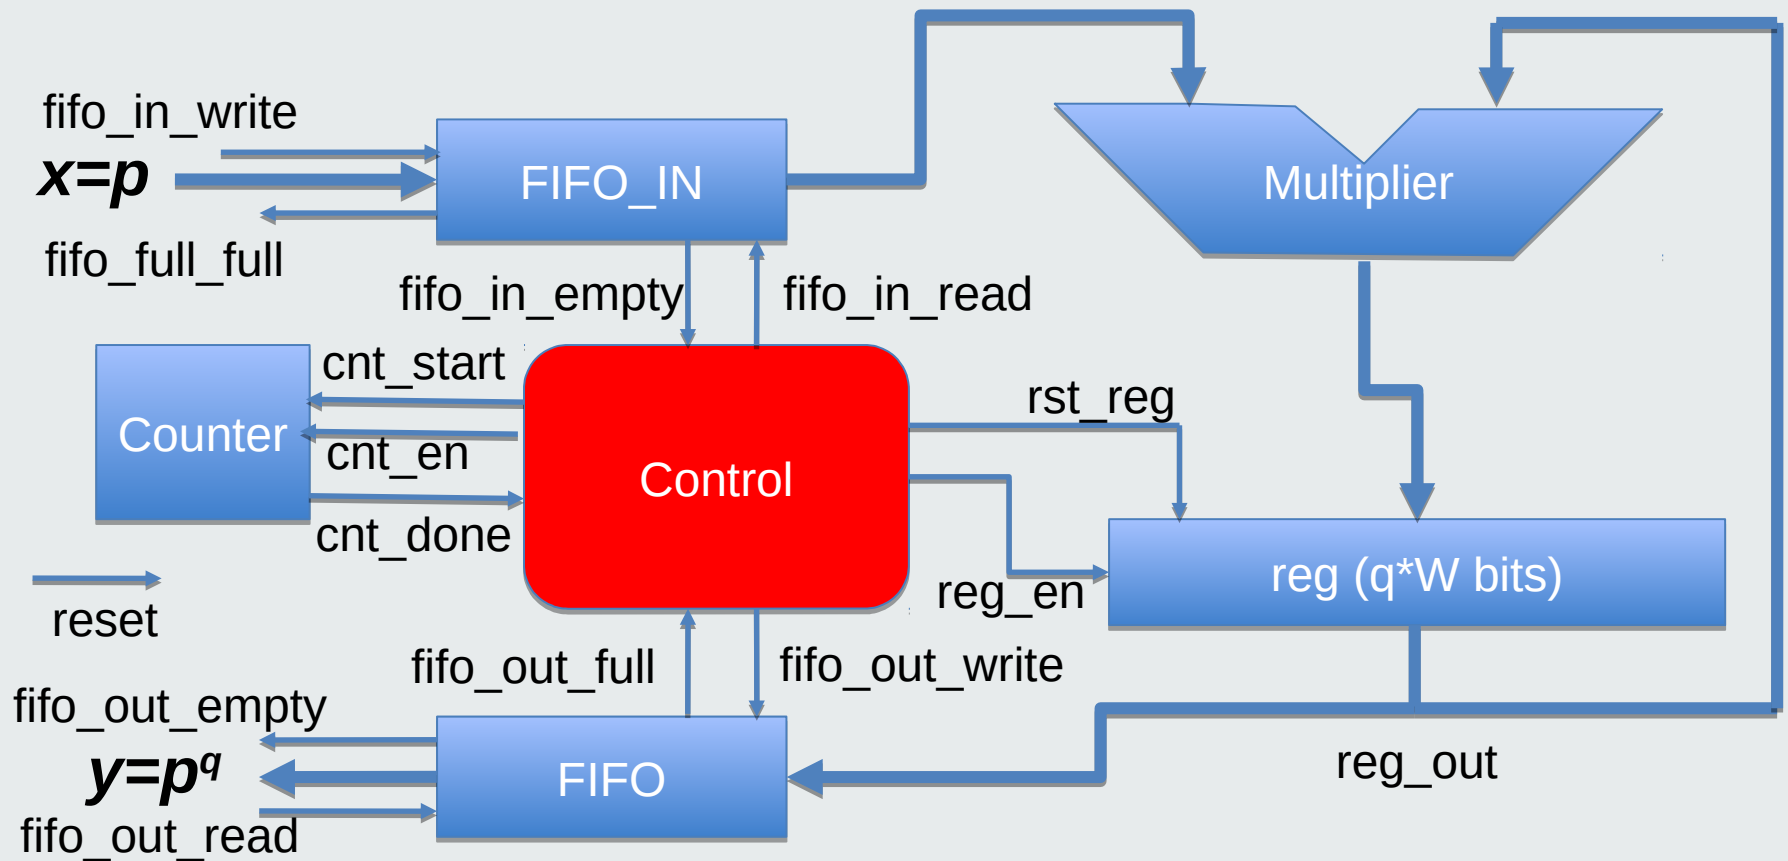 fifo_in_write
x=p
FIFO_IN
Multiplier
fifo_full_full
fifo_in_empty
fifo_in_read
cnt_start
Counter
cnt_en
cnt_done
Control
rst_reg
reg_en
reg (q*W bits)
reset
fifo_out_full
fifo_out_write
fifo_out_empty
y=p^q
FIFO
reg_out
fifo_out_read